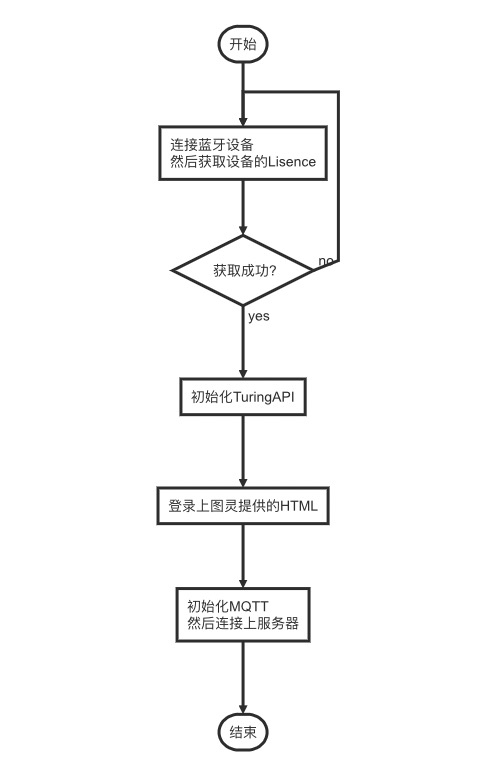 开始
连接蓝牙设备
然后获取设备的Lisence
获取成功?
no
yes
初始化TuringAPI
登录上图灵提供的HTML
初始化MQTT
然后连接上服务器
结束